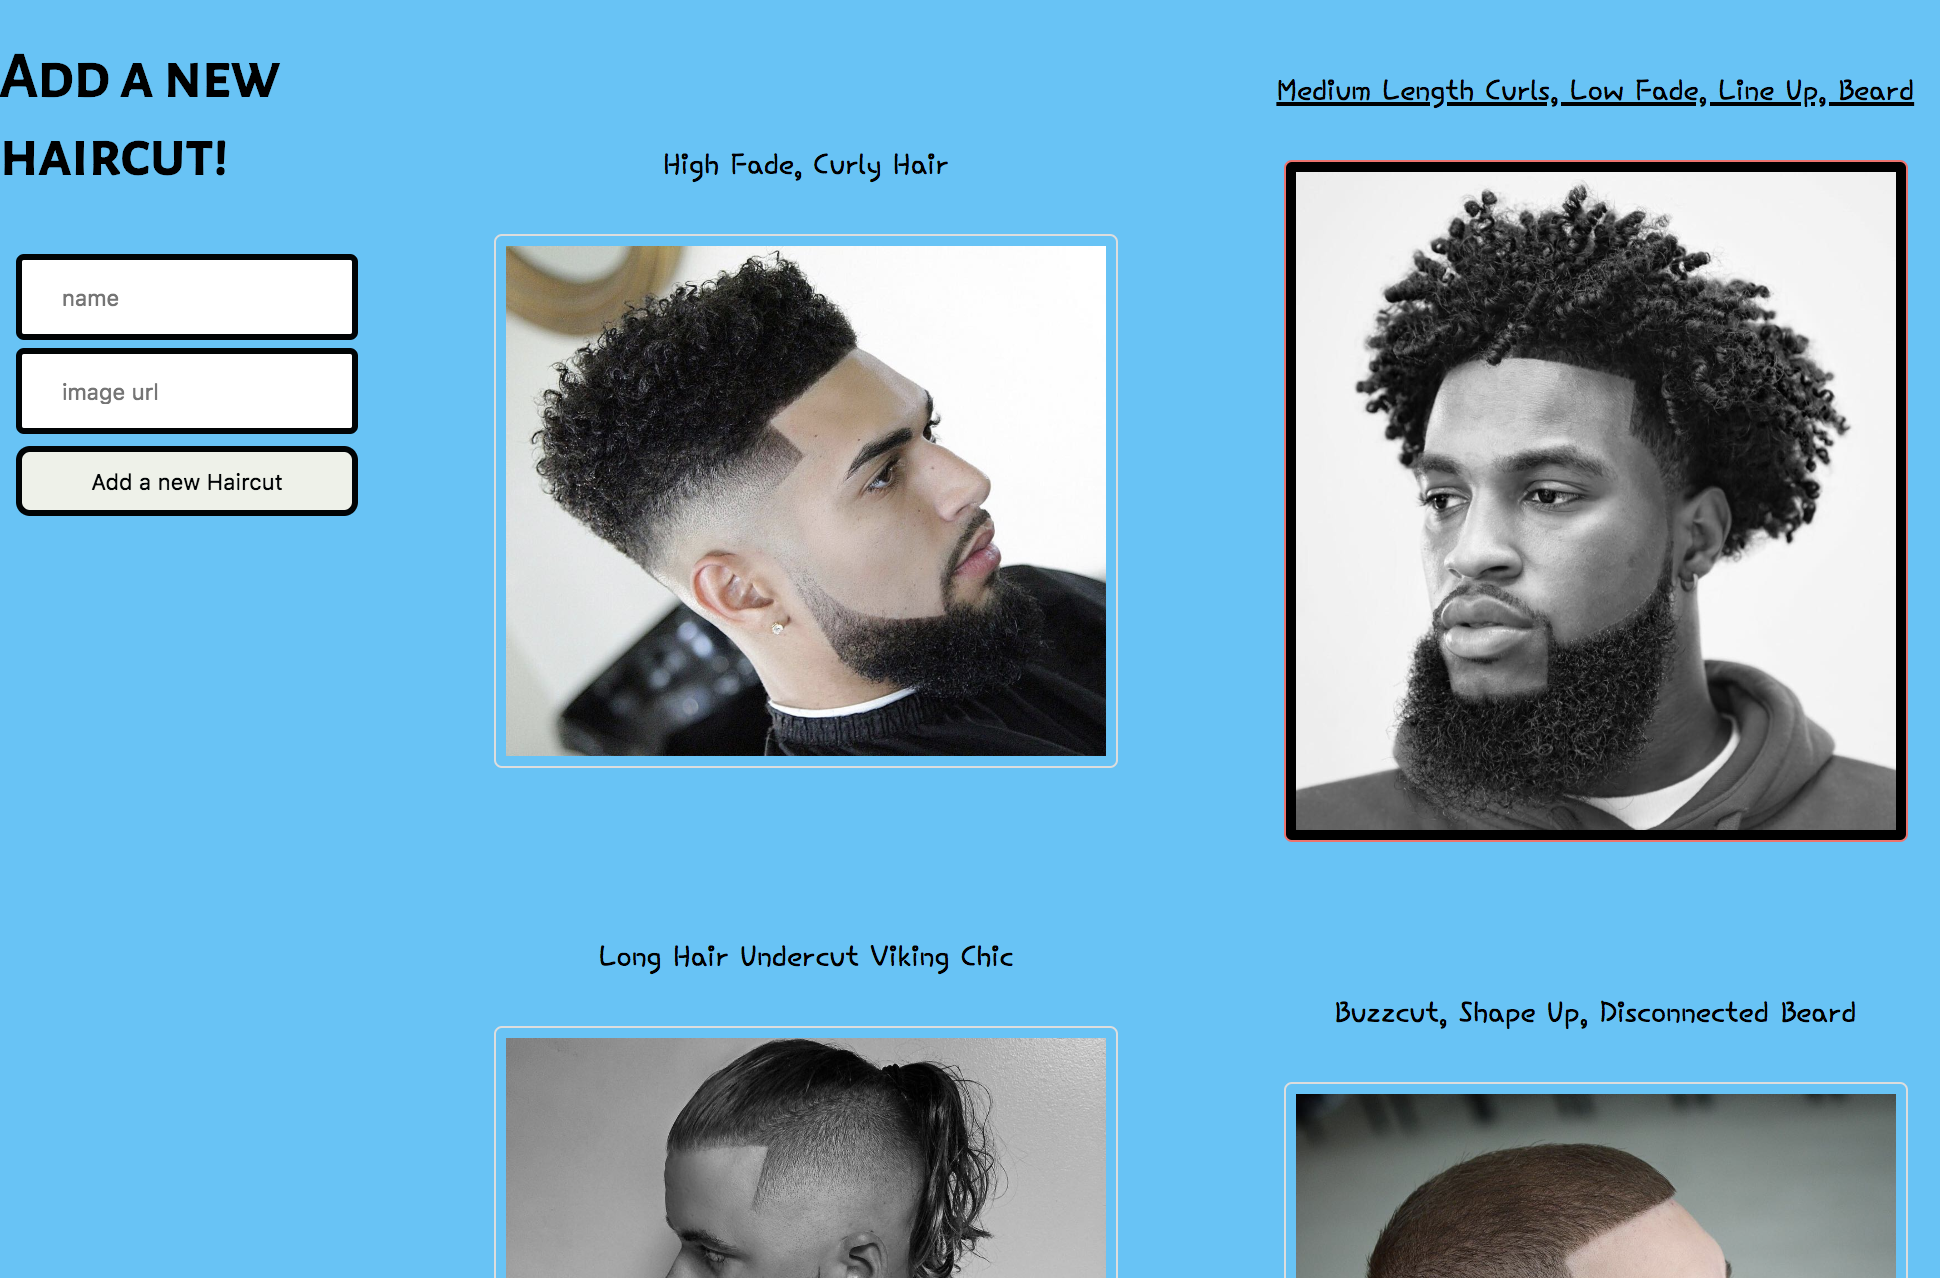 Add a new
haircut!
name
image url
Add a new Haircut
High Fade, Curly Hair
Medium Length Curls, Low Fade, Line Up, Beard
Long Hair Undercut Viking Chic
Buzzcut, Shape Up, Disconnected Beard